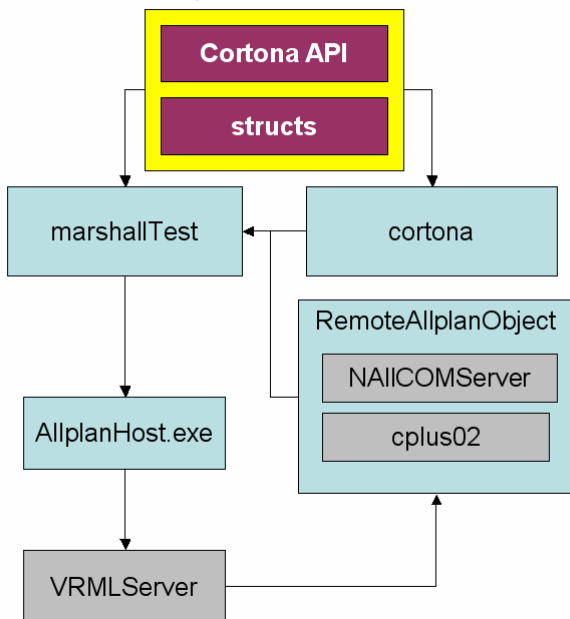 Cortona API
structs
marshallTest
cortona
RemoteAllplanObject
NAllCOMServer
cplus02
AllplanHost.exe
VRMLServer